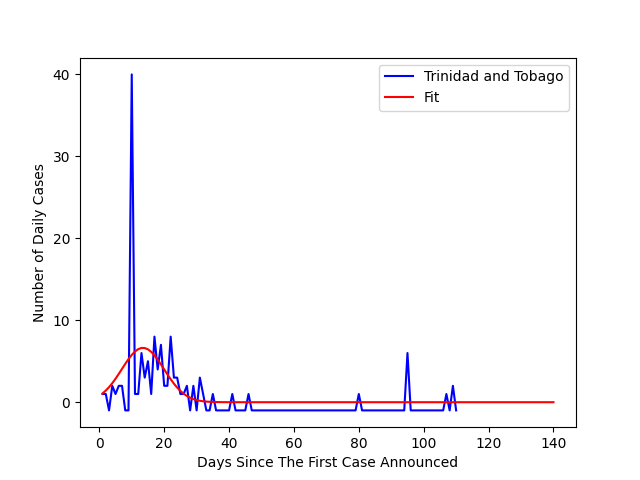 Trinidad and Tobago
Fit
40
30
20
10
0
Number of Daily Cases
0 20 40 60 80 100 120 140
Days Since The First Case Announced